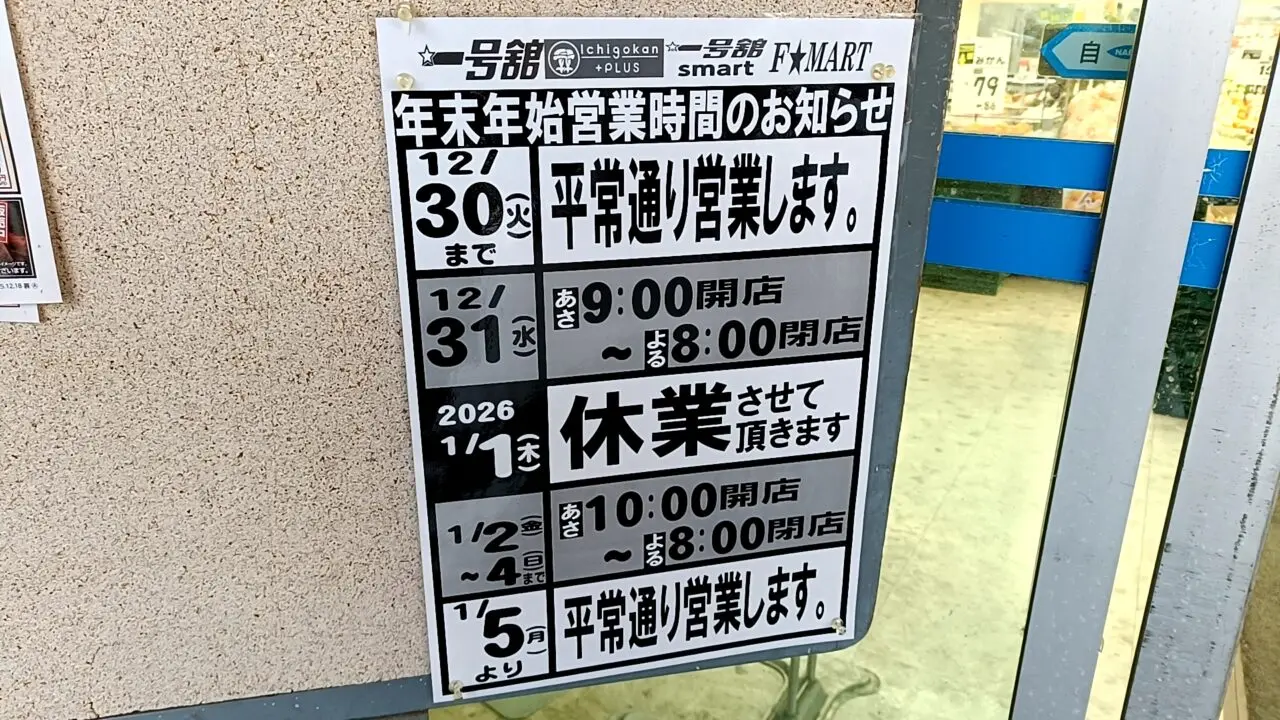 一号舘 Ichigokan +PLUS 一号舘 smart F★MART
年末年始営業時間のお知らせ
12/30(火)まで
平常通り営業します。
12/31(水)
あさ9:00開店
~よる8:00閉店
2026
1/1(木)
休業させて頂きます
1/2(金)~4(日)まで
あさ10:00開店
~よる8:00閉店
1/5(月)より
平常通り営業します。
みかん
79
自